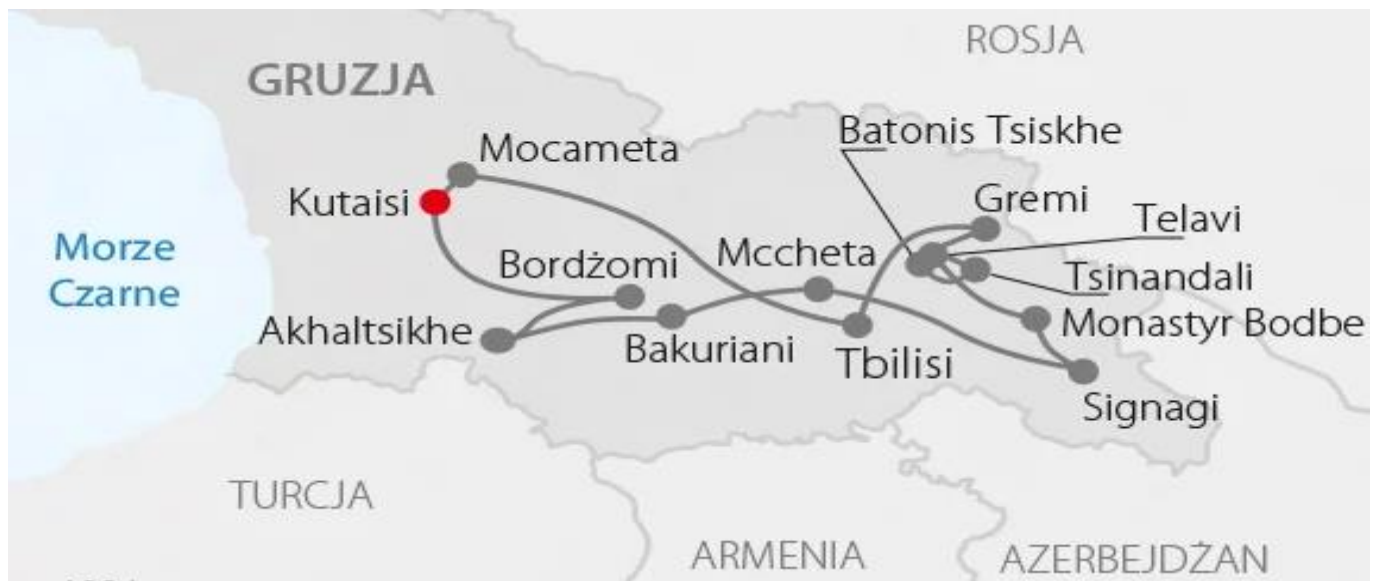 ROSJA
GRUZJA
Batonis Tsiskhe
Mocameta
Kutaisi
Gremi
Telavi
Morze
Czarne
Bordżomi
Mccheta
Tsinandali
Akhaltsikhe
Bakuriani
Tbilisi
Monastyr Bodbe
Signagi
TURCJA
ARMENIA
AZERBEJDŻAN